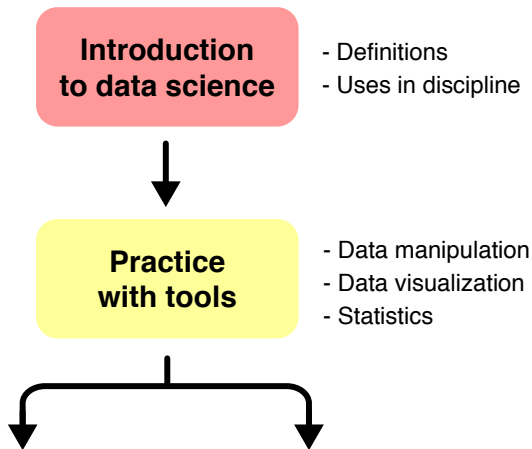 Introduction
to data science
- Definitions
- Uses in discipline
Practice
with tools
- Data manipulation
- Data visualization
- Statistics